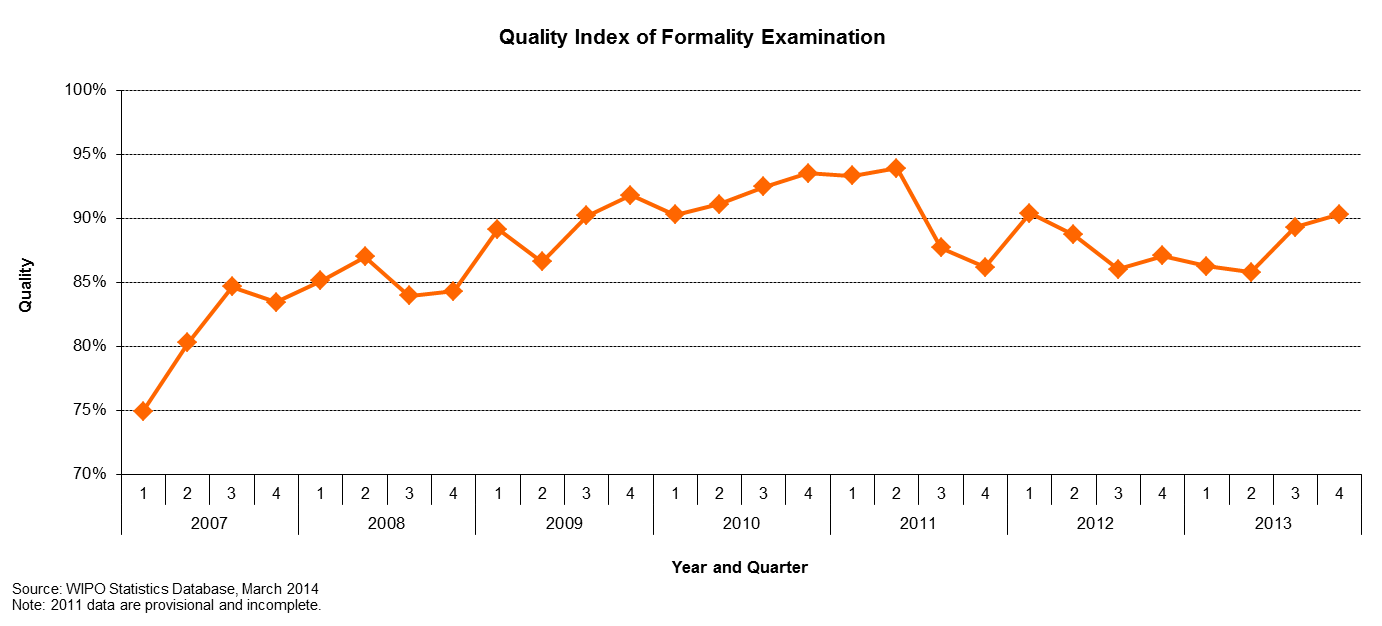 Quality Index of Formality Examination
100%
95%
90%
85%
80%
75%
70%
Quality
1 2 3 4 1 2 3 4 1 2 3 4 1 2 3 4 1 2 3 4 1 2 3 4 1 2 3 4
2007 2008 2009 2010 2011 2012 2013
Year and Quarter
Source: WIPO Statistics Database, March 2014
Note: 2011 data are provisional and incomplete.